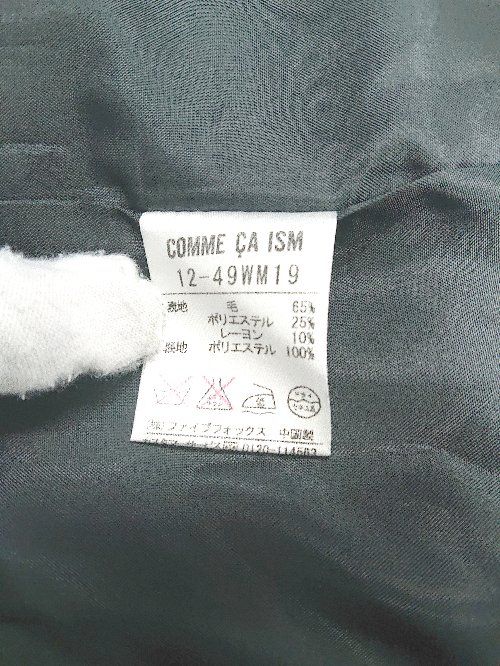 COMME ÇA ISM
12-49WM19
表地 毛 65%
ポリエステル 25%
レーヨン 10%
裏地 ポリエステル 100%
(株)ファイブフォックス 中国製
0120-114563